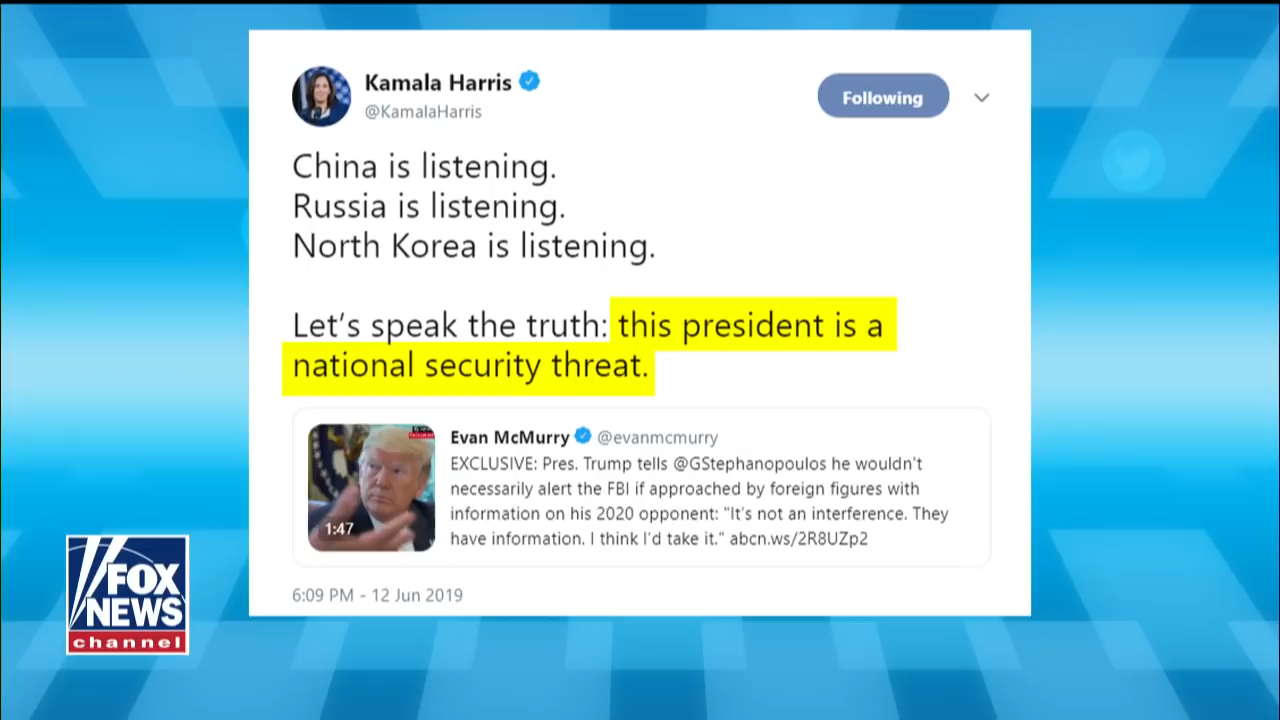 Kamala Harris
@KamalaHarris
Following
China is listening.
Russia is listening.
North Korea is listening.
Let's speak the truth: this president is a
national security threat.
Evan McMurry @evanmcmurry
EXCLUSIVE: Pres. Trump tells @GStephanopoulos he wouldn't
necessarily alert the FBI if approached by foreign figures with
information on his 2020 opponent: "It's not an interference. They
have information. I think I'd take it." abcn.ws/2R8UZp2
1:47
6:09 PM - 12 Jun 2019
FOX
NEWS
channel